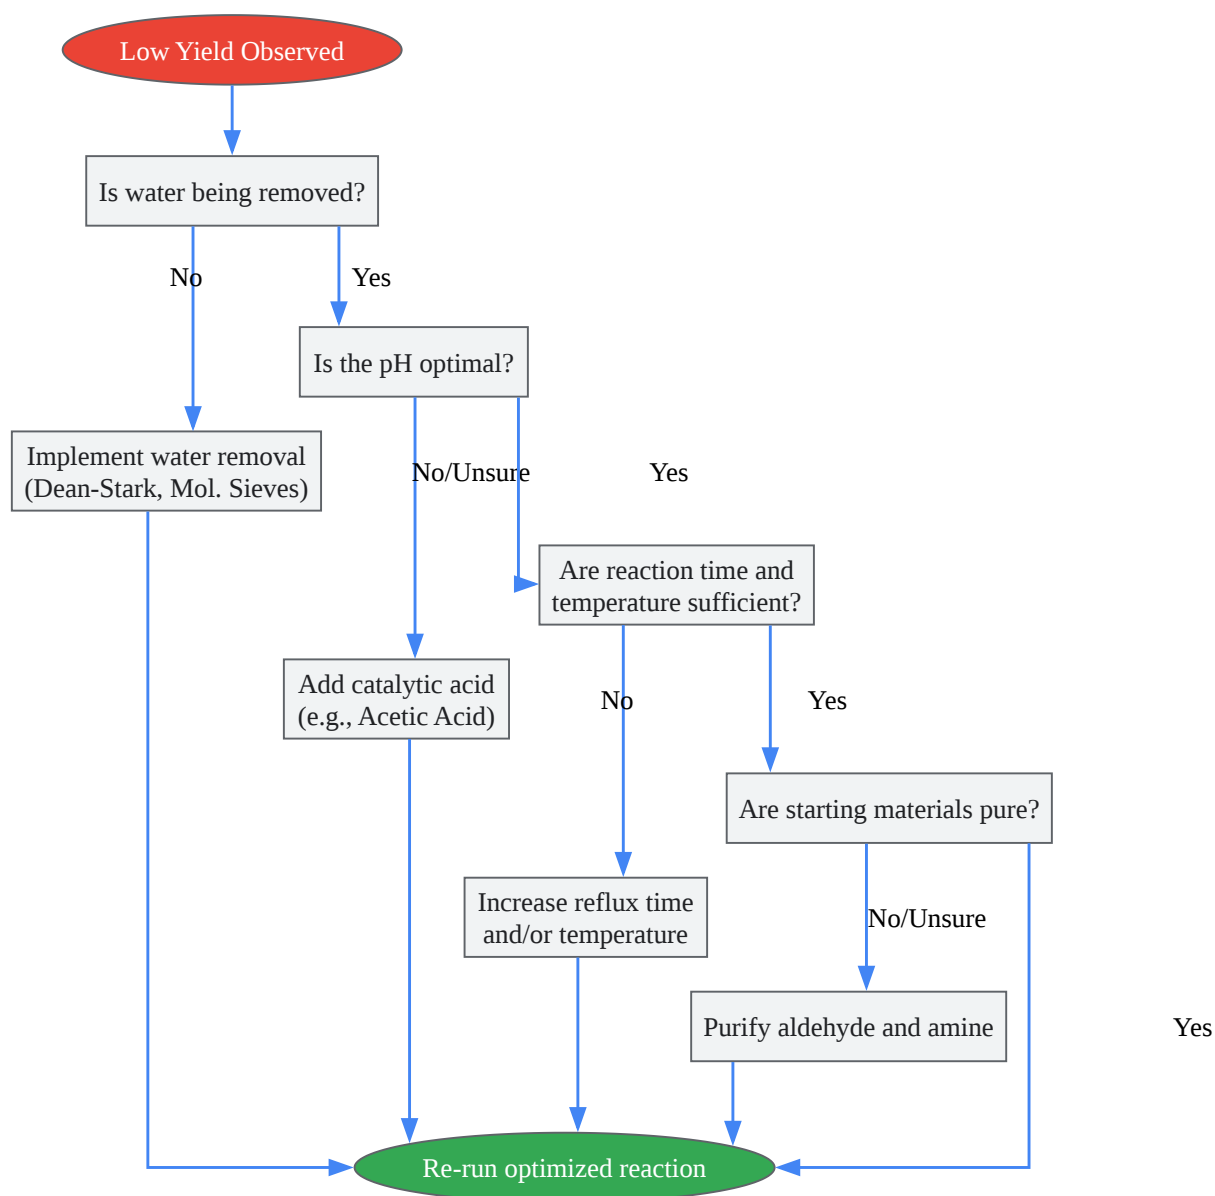 Low Yield Observed
Is water being removed?
No
Yes
Is the pH optimal?
Implement water removal
(Dean-Stark, Mol. Sieves)
No/Unsure
Yes
Are reaction time and
temperature sufficient?
Add catalytic acid
(e.g., Acetic Acid)
No
Yes
Are starting materials pure?
Increase reflux time
and/or temperature
No/Unsure
Purify aldehyde and amine
Yes
Re-run optimized reaction